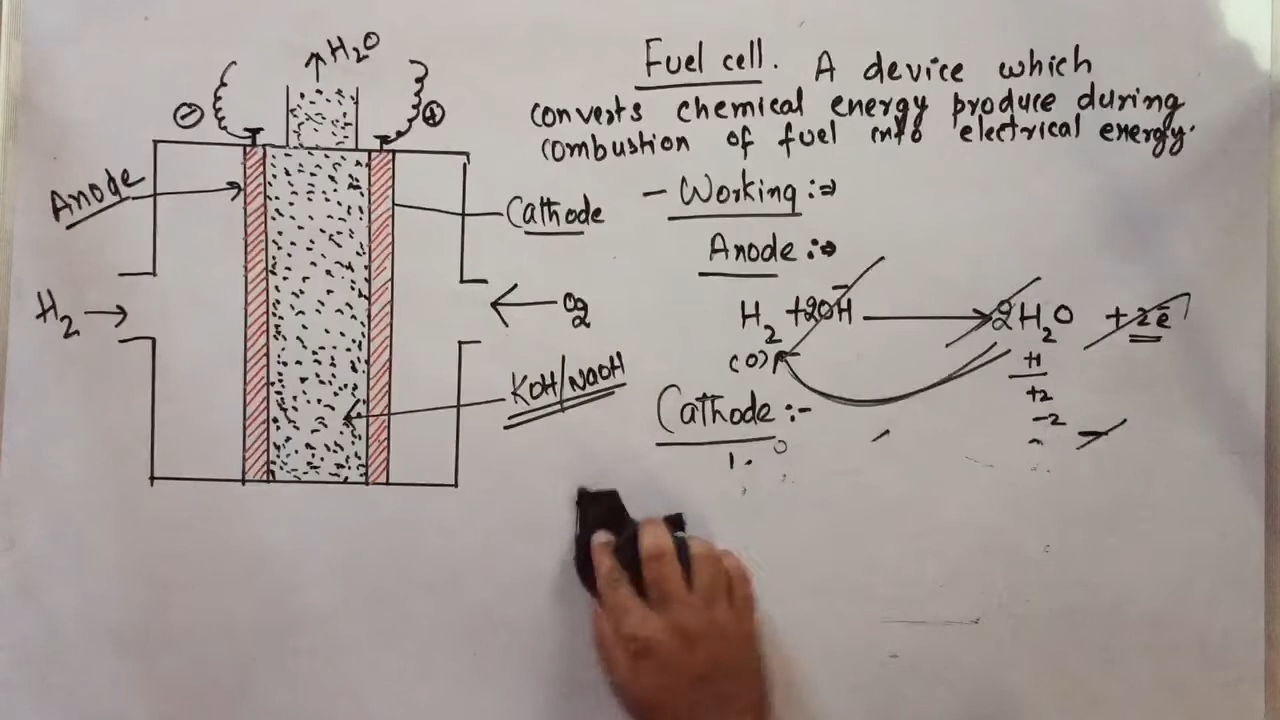 H₂O
Fuel cell. A device which
converts chemical energy produce during
combustion of fuel into electrical energy.
⊖ ⊕
Anode
Cathode
- Working :⇒
Anode :⇒
H₂ → ← O₂
H₂ + 2OH⁻ → 2H₂O + 2e⁻
(0)
+1
+2
-2
KOH/NaOH
Cathode :-